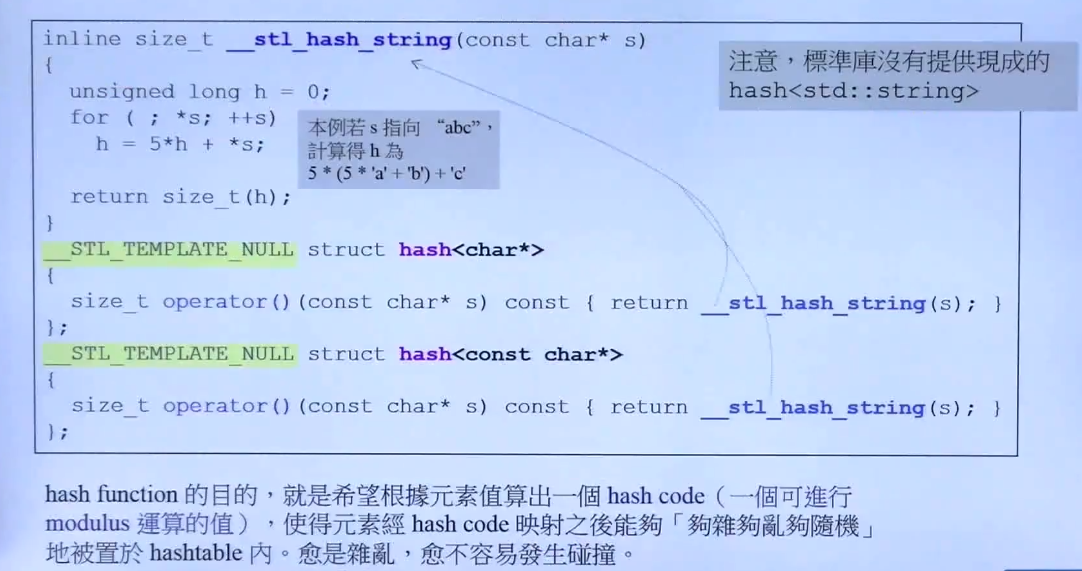 inline size_t __stl_hash_string(const char* s)
{
注意，標準庫沒有提供現成的
hash<std::string>
unsigned long h = 0;
for ( ; *s; ++s)
h = 5*h + *s;
本例若 s 指向 “abc”，
計算得 h 為
5 * (5 * 'a' + 'b') + 'c'
return size_t(h);
}
__STL_TEMPLATE_NULL struct hash<char*>
{
size_t operator()(const char* s) const { return __stl_hash_string(s); }
};
__STL_TEMPLATE_NULL struct hash<const char*>
{
size_t operator()(const char* s) const { return __stl_hash_string(s); }
};
hash function 的目的，就是希望根據元素值算出一個 hash code（一個可進行
modulus 運算的值），使得元素經 hash code 映射之後能夠「夠雜夠亂夠隨機」
地被置於 hashtable 內。愈是雜亂，愈不容易發生碰撞。